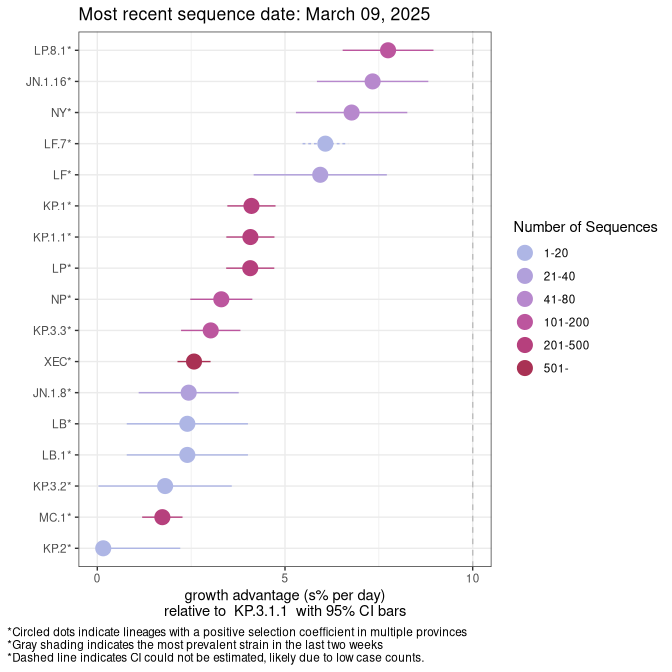 Most recent sequence date: March 09, 2025
LP.8.1*
JN.1.16*
NY*
LF.7*
LF*
KP.1*
KP.1.1*
LP*
NP*
KP.3.3*
XEC*
JN.1.8*
LB*
LB.1*
KP.3.2*
MC.1*
KP.2*
0 5 10
growth advantage (s% per day)
relative to KP.3.1.1 with 95% CI bars
Number of Sequences
1-20
21-40
41-80
101-200
201-500
501-
*Circled dots indicate lineages with a positive selection coefficient in multiple provinces
*Gray shading indicates the most prevalent strain in the last two weeks
*Dashed line indicates CI could not be estimated, likely due to low case counts.